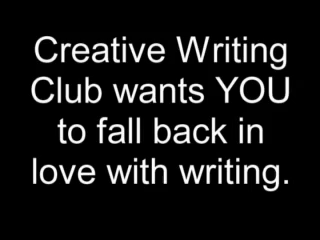 Creative Writing
Club wants YOU
to fall back in
love with writing.